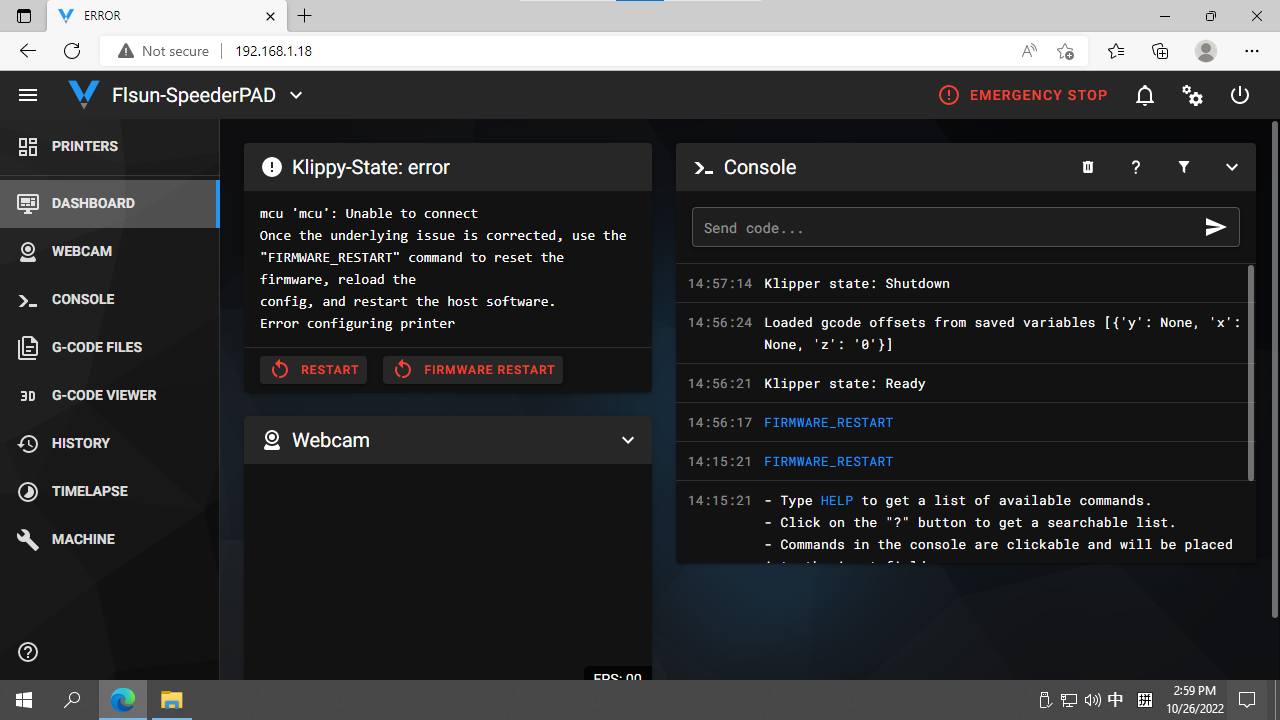 ERROR
Not secure
192.168.1.18
Flsun-SpeederPAD
EMERGENCY STOP
PRINTERS
DASHBOARD
WEBCAM
CONSOLE
G-CODE FILES
3D G-CODE VIEWER
HISTORY
TIMELAPSE
MACHINE
Klippy-State: error
mcu 'mcu': Unable to connect
Once the underlying issue is corrected, use the
"FIRMWARE_RESTART" command to reset the
firmware, reload the
config, and restart the host software.
Error configuring printer
RESTART
FIRMWARE RESTART
Webcam
FPS: 00
Console
Send code...
14:57:14 Klipper state: Shutdown
14:56:24 Loaded gcode offsets from saved variables [{'y': None, 'x':
None, 'z': '0'}]
14:56:21 Klipper state: Ready
14:56:17 FIRMWARE_RESTART
14:15:21 FIRMWARE_RESTART
14:15:21 - Type HELP to get a list of available commands.
- Click on the "?" button to get a searchable list.
- Commands in the console are clickable and will be placed
中
拼
2:59 PM
10/26/2022